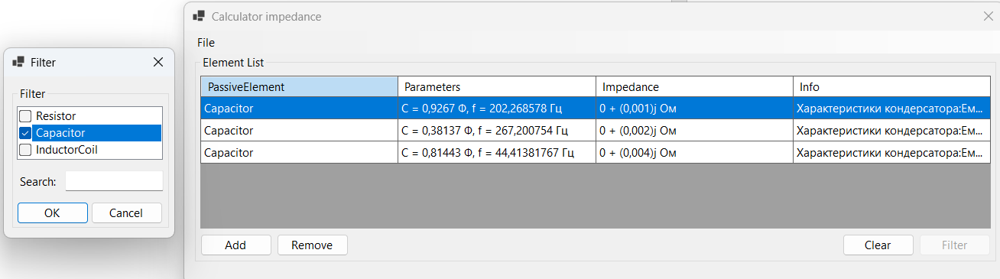 Filter
Filter
Resistor
Capacitor
InductorCoil
Search:
OK Cancel
Calculator impedance
File
Element List
PassiveElement Parameters Impedance Info
Capacitor C = 0,9267 Ф, f = 202,268578 Гц 0 + (0,001)j Ом Характеристики кондерсатора:Ем...
Capacitor C = 0,38137 Ф, f = 267,200754 Гц 0 + (0,002)j Ом Характеристики кондерсатора:Ем...
Capacitor C = 0,81443 Ф, f = 44,41381767 Гц 0 + (0,004)j Ом Характеристики кондерсатора:Ем...
Add Remove Clear Filter